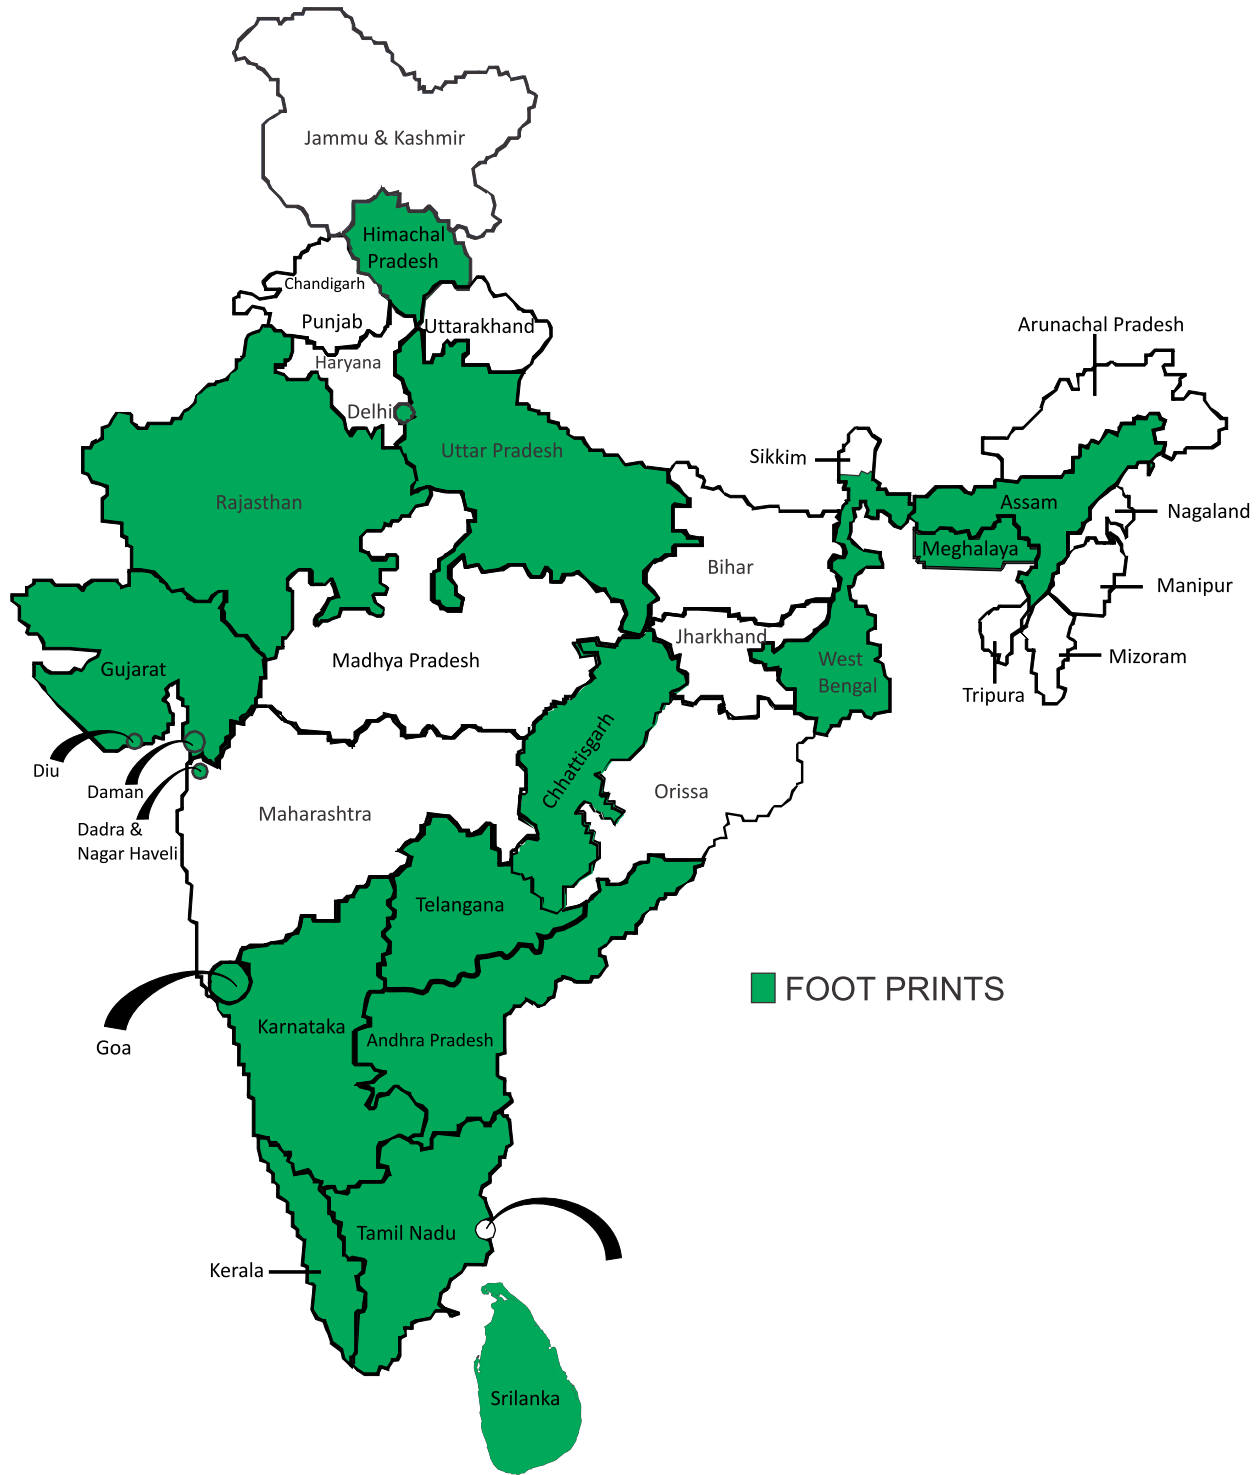 Jammu & Kashmir
Himachal
Pradesh
Chandigarh
Punjab
Uttarakhand
Arunachal Pradesh
Haryana
Delhi
Uttar Pradesh
Sikkim
Rajasthan
Assam
Nagaland
Meghalaya
Bihar
Manipur
Jharkhand
Mizoram
Madhya Pradesh
West
Bengal
Gujarat
Tripura
Chhattisgarh
Diu
Daman
Orissa
Maharashtra
Dadra &
Nagar Haveli
Telangana
FOOT PRINTS
Karnataka
Andhra Pradesh
Goa
Tamil Nadu
Kerala
Srilanka